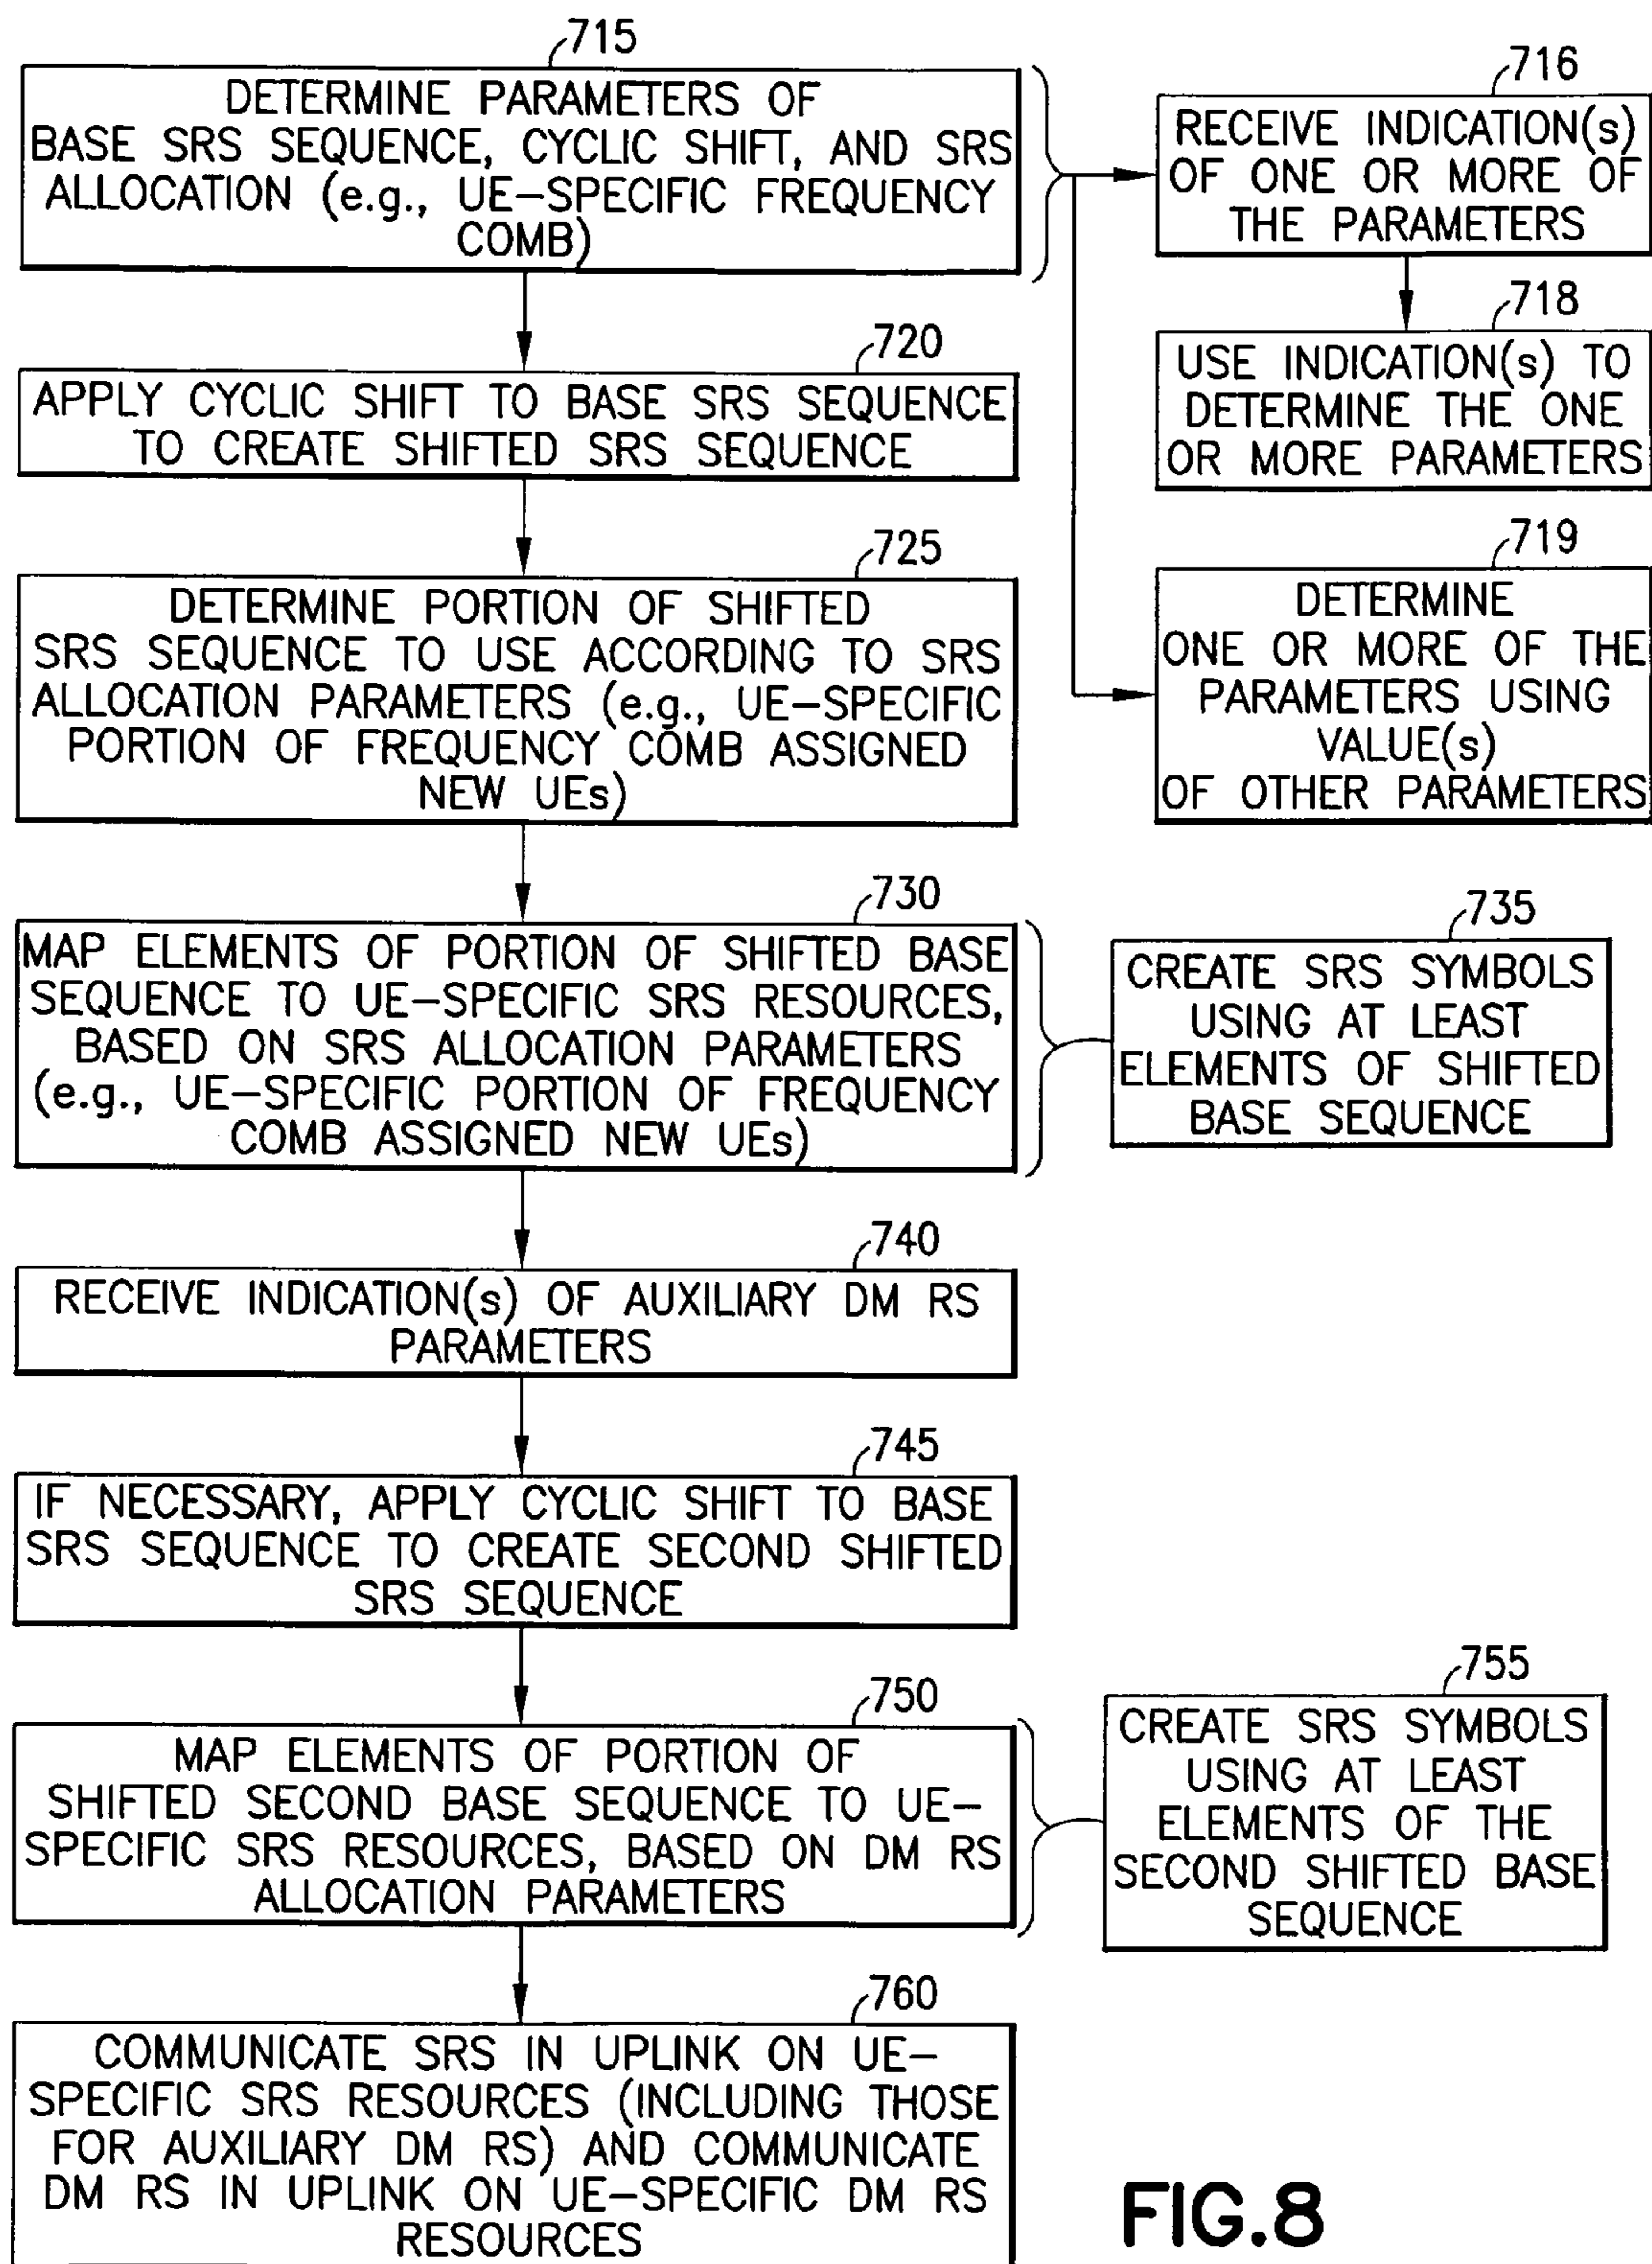 715
DETERMINE PARAMETERS OF
BASE SRS SEQUENCE, CYCLIC SHIFT, AND SRS
ALLOCATION (e.g., UE-SPECIFIC FREQUENCY
COMB)
716
RECEIVE INDICATION(s)
OF ONE OR MORE OF
THE PARAMETERS
718
USE INDICATION(s) TO
DETERMINE THE ONE
OR MORE PARAMETERS
719
DETERMINE
ONE OR MORE OF THE
PARAMETERS USING
VALUE(s)
OF OTHER PARAMETERS
720
APPLY CYCLIC SHIFT TO BASE SRS SEQUENCE
TO CREATE SHIFTED SRS SEQUENCE
725
DETERMINE PORTION OF SHIFTED
SRS SEQUENCE TO USE ACCORDING TO SRS
ALLOCATION PARAMETERS (e.g., UE-SPECIFIC
PORTION OF FREQUENCY COMB ASSIGNED
NEW UEs)
730
MAP ELEMENTS OF PORTION OF SHIFTED BASE
SEQUENCE TO UE-SPECIFIC SRS RESOURCES,
BASED ON SRS ALLOCATION PARAMETERS
(e.g., UE-SPECIFIC PORTION OF FREQUENCY
COMB ASSIGNED NEW UEs)
735
CREATE SRS SYMBOLS
USING AT LEAST
ELEMENTS OF SHIFTED
BASE SEQUENCE
740
RECEIVE INDICATION(s) OF AUXILIARY DM RS
PARAMETERS
745
IF NECESSARY, APPLY CYCLIC SHIFT TO BASE
SRS SEQUENCE TO CREATE SECOND SHIFTED
SRS SEQUENCE
750
MAP ELEMENTS OF PORTION OF
SHIFTED SECOND BASE SEQUENCE TO UE-
SPECIFIC SRS RESOURCES, BASED ON DM RS
ALLOCATION PARAMETERS
755
CREATE SRS SYMBOLS
USING AT LEAST
ELEMENTS OF THE
SECOND SHIFTED BASE
SEQUENCE
760
COMMUNICATE SRS IN UPLINK ON UE-
SPECIFIC SRS RESOURCES (INCLUDING THOSE
FOR AUXILIARY DM RS) AND COMMUNICATE
DM RS IN UPLINK ON UE-SPECIFIC DM RS
RESOURCES
FIG.8